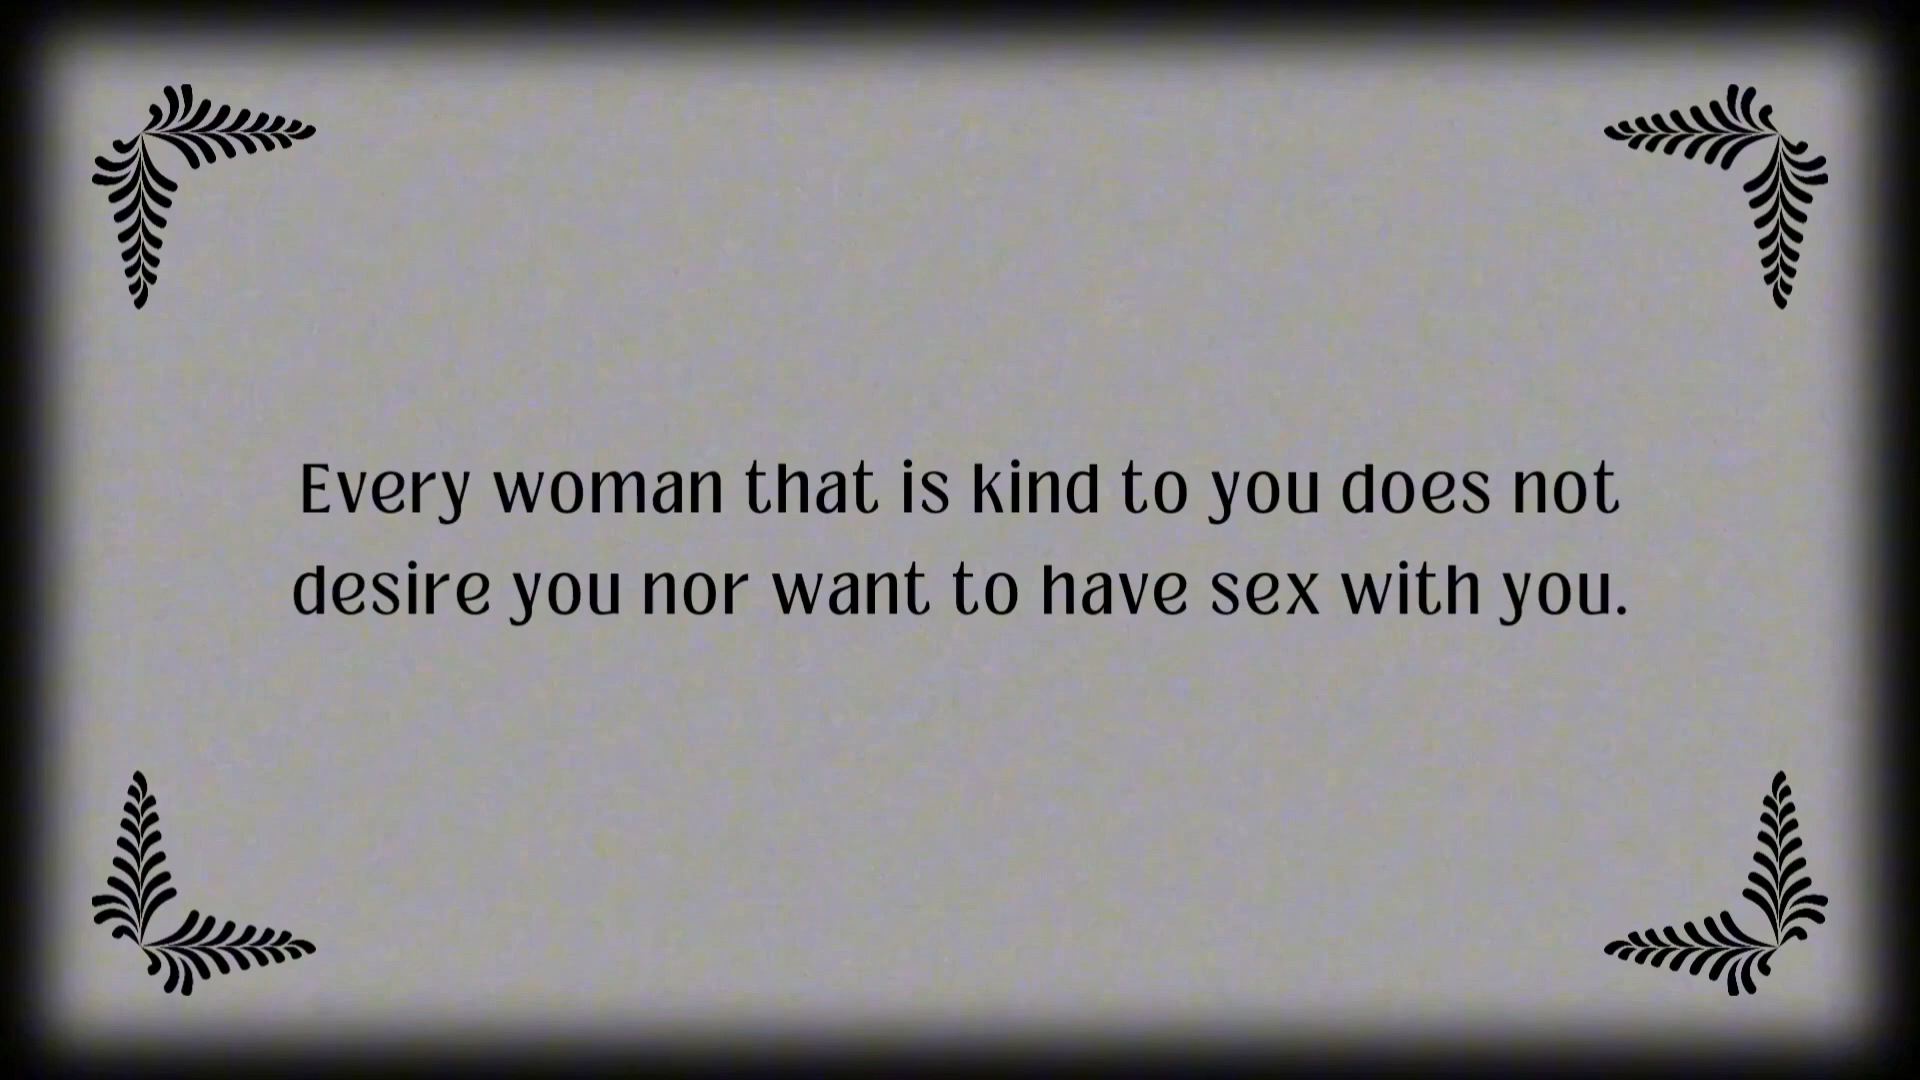 Every woman that is kind to you does not
desire you nor want to have sex with you.